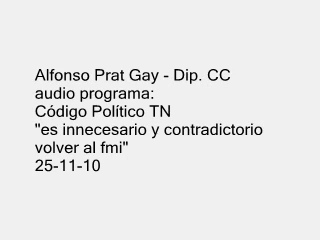 Alfonso Prat Gay - Dip. CC
audio programa:
Código Político TN
"es innecesario y contradictorio
volver al fmi"
25-11-10